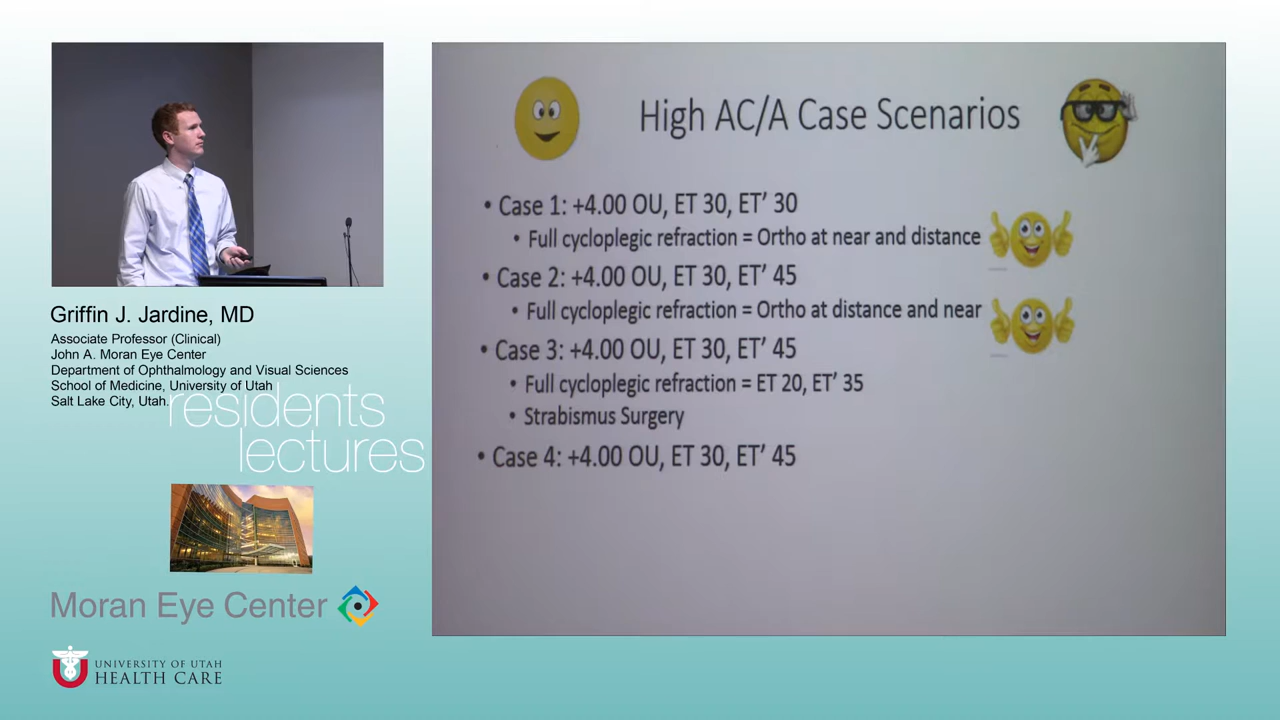 High AC/A Case Scenarios
• Case 1: +4.00 OU, ET 30, ET’ 30
• Full cycloplegic refraction = Ortho at near and distance
• Case 2: +4.00 OU, ET 30, ET’ 45
• Full cycloplegic refraction = Ortho at distance and near
• Case 3: +4.00 OU, ET 30, ET’ 45
• Full cycloplegic refraction = ET 20, ET’ 35
• Strabismus Surgery
• Case 4: +4.00 OU, ET 30, ET’ 45
Griffin J. Jardine, MD
Associate Professor (Clinical)
John A. Moran Eye Center
Department of Ophthalmology and Visual Sciences
School of Medicine, University of Utah
Salt Lake City, Utah.
residents
lectures
Moran Eye Center
U
UNIVERSITY OF UTAH
HEALTH CARE